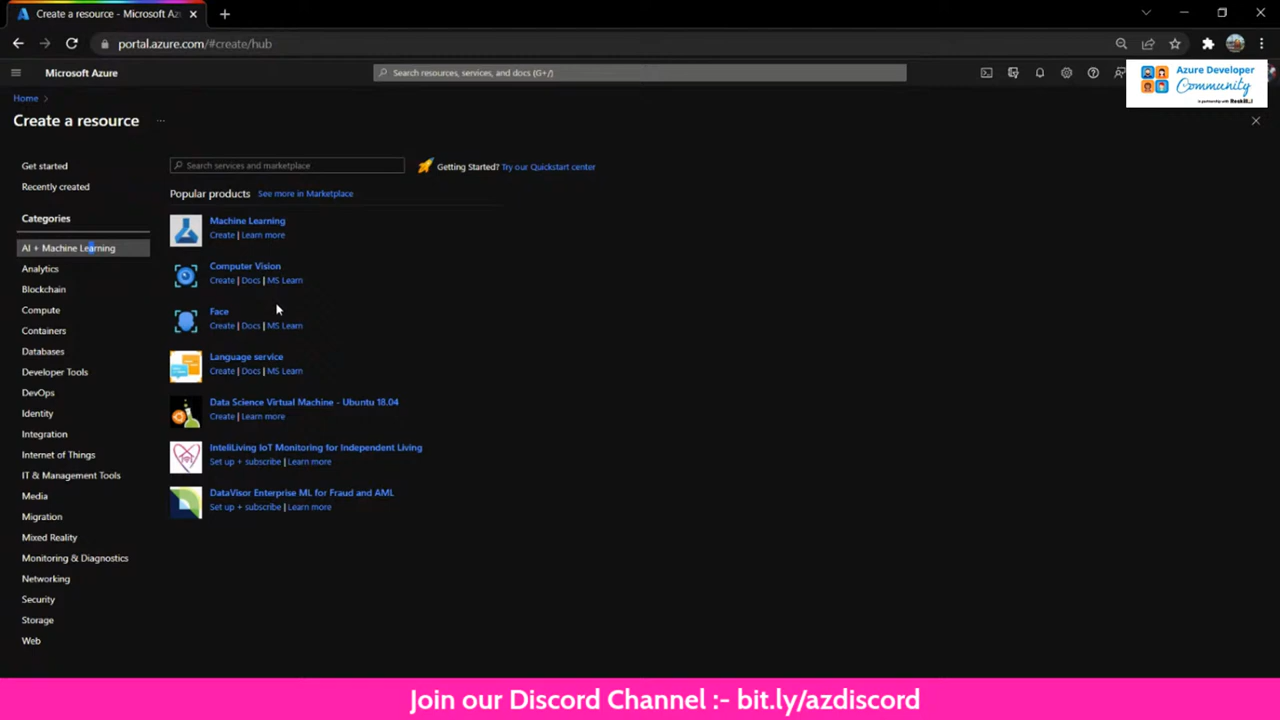 Create a resource - Microsoft Az
portal.azure.com/#create/hub
Microsoft Azure
Search resources, services, and docs (G+/)
Azure Developer
Community
Home
Create a resource
Get started
Recently created
Categories
AI + Machine Learning
Analytics
Blockchain
Compute
Containers
Databases
Developer Tools
DevOps
Identity
Integration
Internet of Things
IT & Management Tools
Media
Migration
Mixed Reality
Monitoring & Diagnostics
Networking
Security
Storage
Web
Search services and marketplace
Getting Started? Try our Quickstart center
Popular products See more in Marketplace
Machine Learning
Create | Learn more
Computer Vision
Create | Docs | MS Learn
Face
Create | Docs | MS Learn
Language service
Create | Docs | MS Learn
Data Science Virtual Machine - Ubuntu 18.04
Create | Learn more
InteliLiving IoT Monitoring for Independent Living
Set up + subscribe | Learn more
DataVisor Enterprise ML for Fraud and AML
Set up + subscribe | Learn more
Join our Discord Channel :- bit.ly/azdiscord